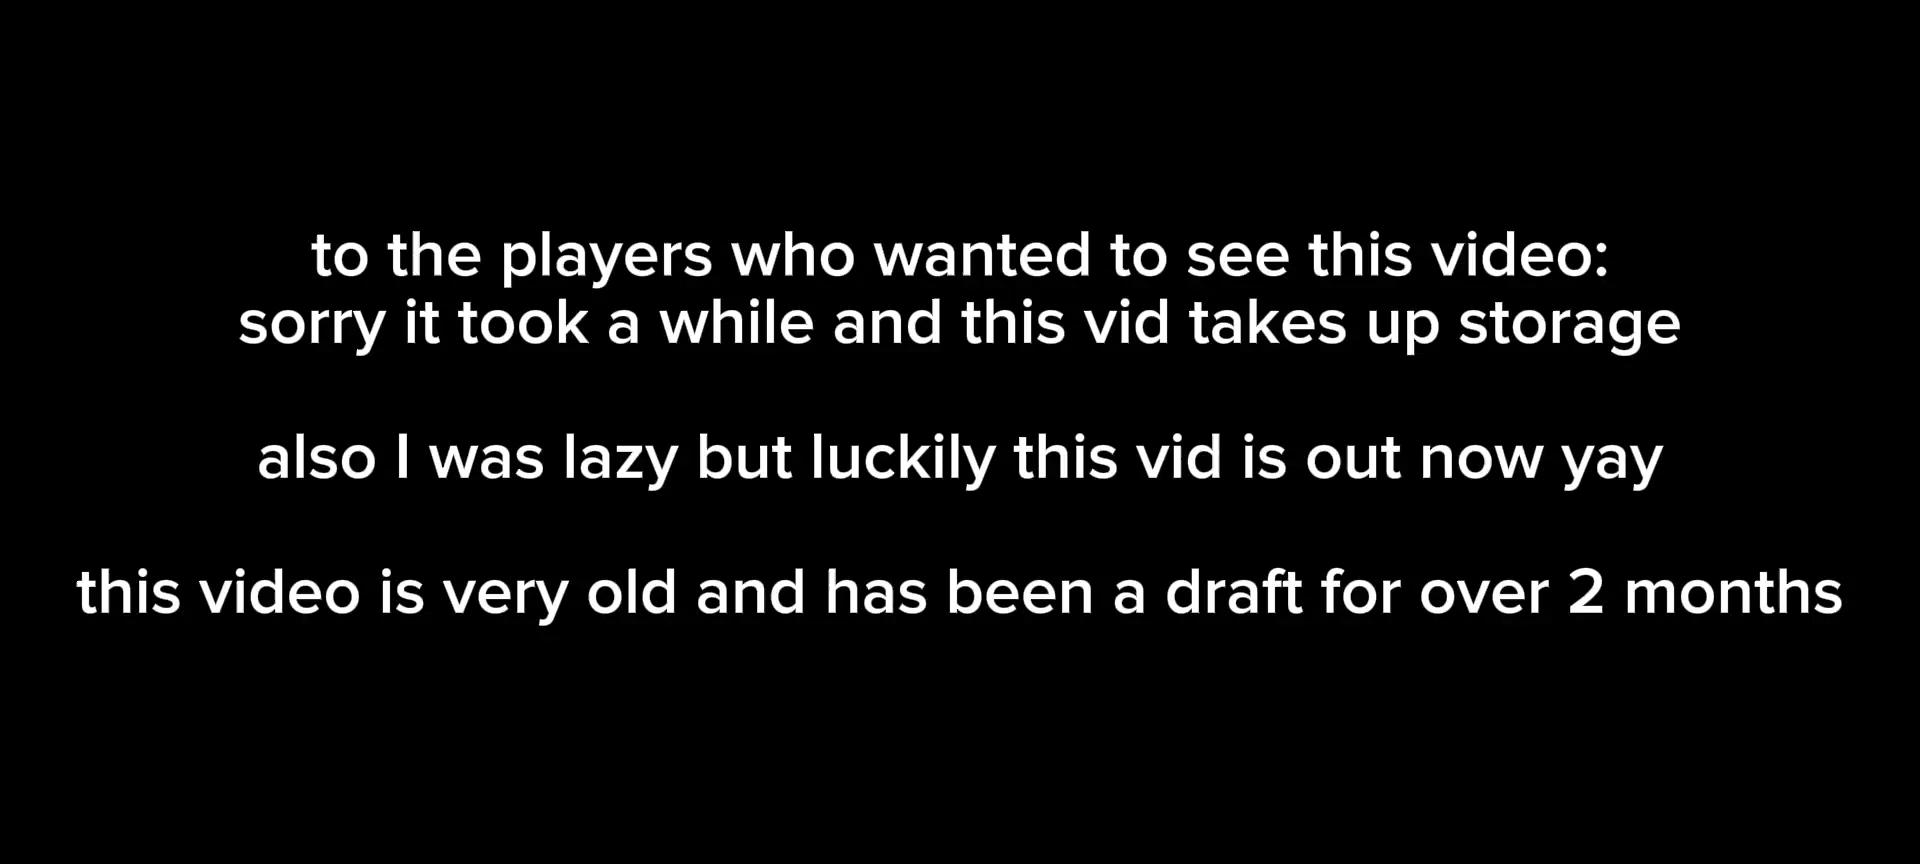 to the players who wanted to see this video:
sorry it took a while and this vid takes up storage
also I was lazy but luckily this vid is out now yay
this video is very old and has been a draft for over 2 months